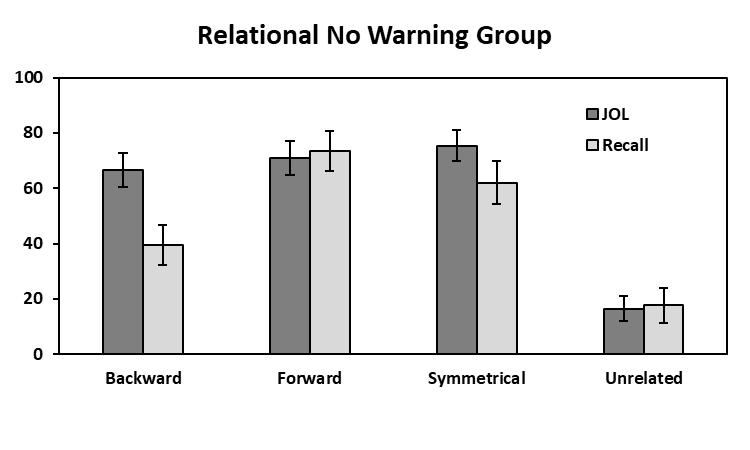 Relational No Warning Group
100
80
60
40
20
0
JOL
Recall
Backward
Forward
Symmetrical
Unrelated